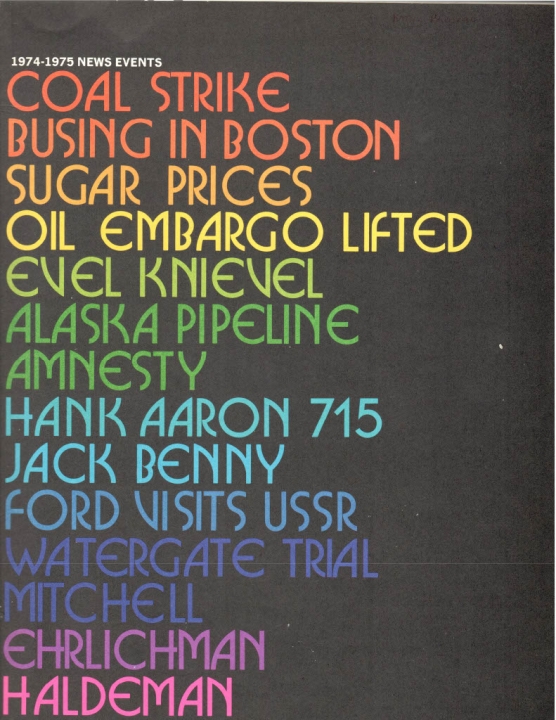 1974-1975 NEWS EVENTS
COAL STRIKE
BUSING IN BOSTON
SUGAR PRICES
OIL EMBARGO LIFTED
EVEL KNIEVEL
ALASKA PIPELINE
AMNESTY
HANK AARON 715
JACK BENNY
FORD VISITS USSR
WATERGATE TRIAL
MITCHELL
EHRLICHMAN
HALDEMAN